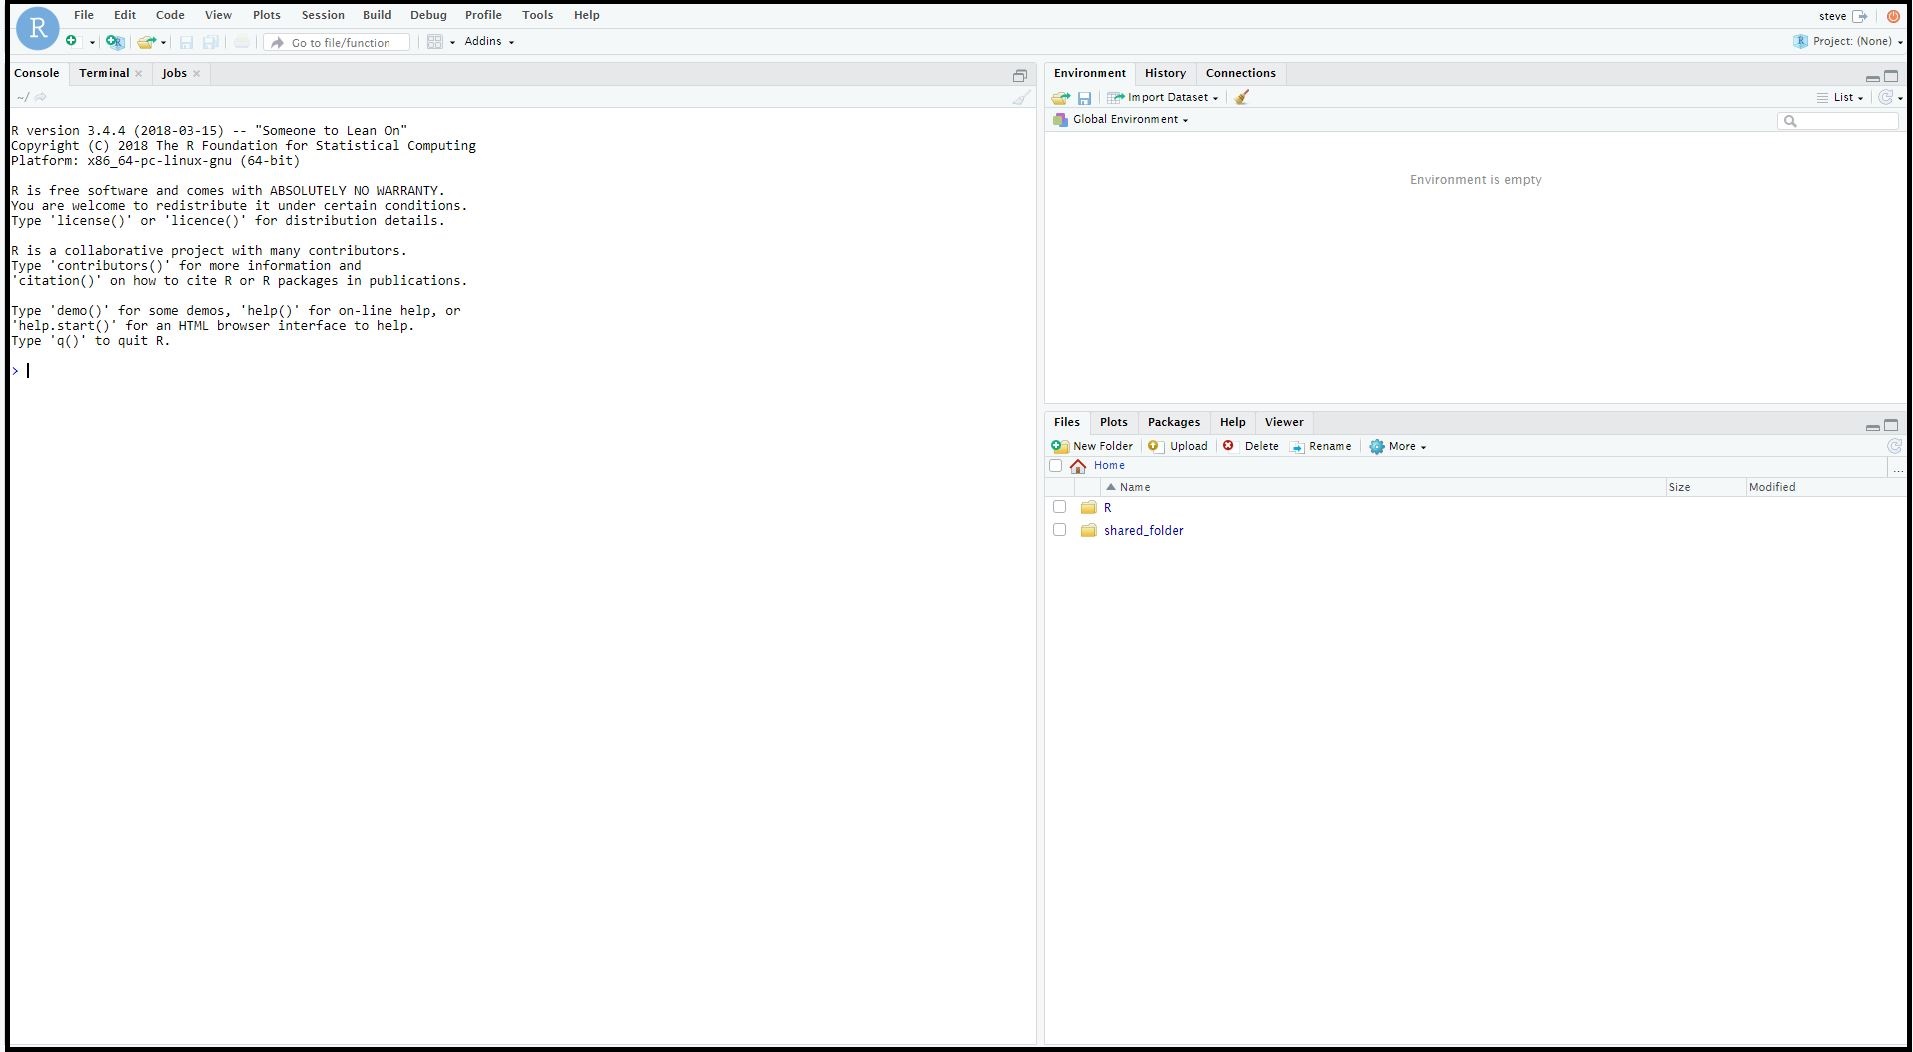 R
File Edit Code View Plots Session Build Debug Profile Tools Help
steve
Go to file/function
Addins
R Project: (None)
Console Terminal Jobs
~/
R version 3.4.4 (2018-03-15) -- "Someone to Lean On"
Copyright (C) 2018 The R Foundation for Statistical Computing
Platform: x86_64-pc-linux-gnu (64-bit)
R is free software and comes with ABSOLUTELY NO WARRANTY.
You are welcome to redistribute it under certain conditions.
Type 'license()' or 'licence()' for distribution details.
R is a collaborative project with many contributors.
Type 'contributors()' for more information and
'citation()' on how to cite R or R packages in publications.
Type 'demo()' for some demos, 'help()' for on-line help, or
'help.start()' for an HTML browser interface to help.
Type 'q()' to quit R.
>
Environment History Connections
Import Dataset
List
Global Environment
Environment is empty
Files Plots Packages Help Viewer
New Folder Upload Delete Rename More
Home
...
Name Size Modified
R
shared_folder